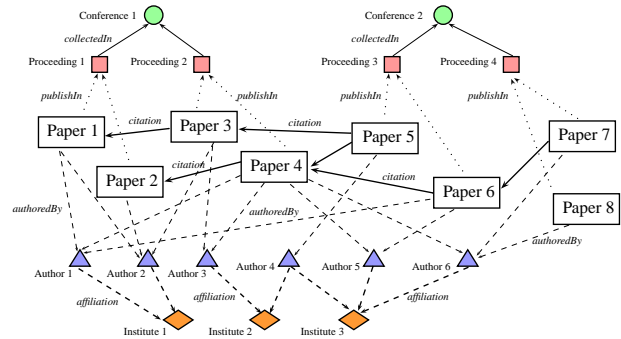 Conference 1
Conference 2
collectedIn
collectedIn
Proceeding 1
Proceeding 2
Proceeding 3
Proceeding 4
publishIn
publishIn
publishIn
publishIn
Paper 1
citation
Paper 3
citation
Paper 5
Paper 7
Paper 2
citation
Paper 4
citation
Paper 6
Paper 8
authoredBy
authoredBy
authoredBy
Author 1
Author 2
Author 3
Author 4
Author 5
Author 6
affiliation
affiliation
affiliation
Institute 1
Institute 2
Institute 3